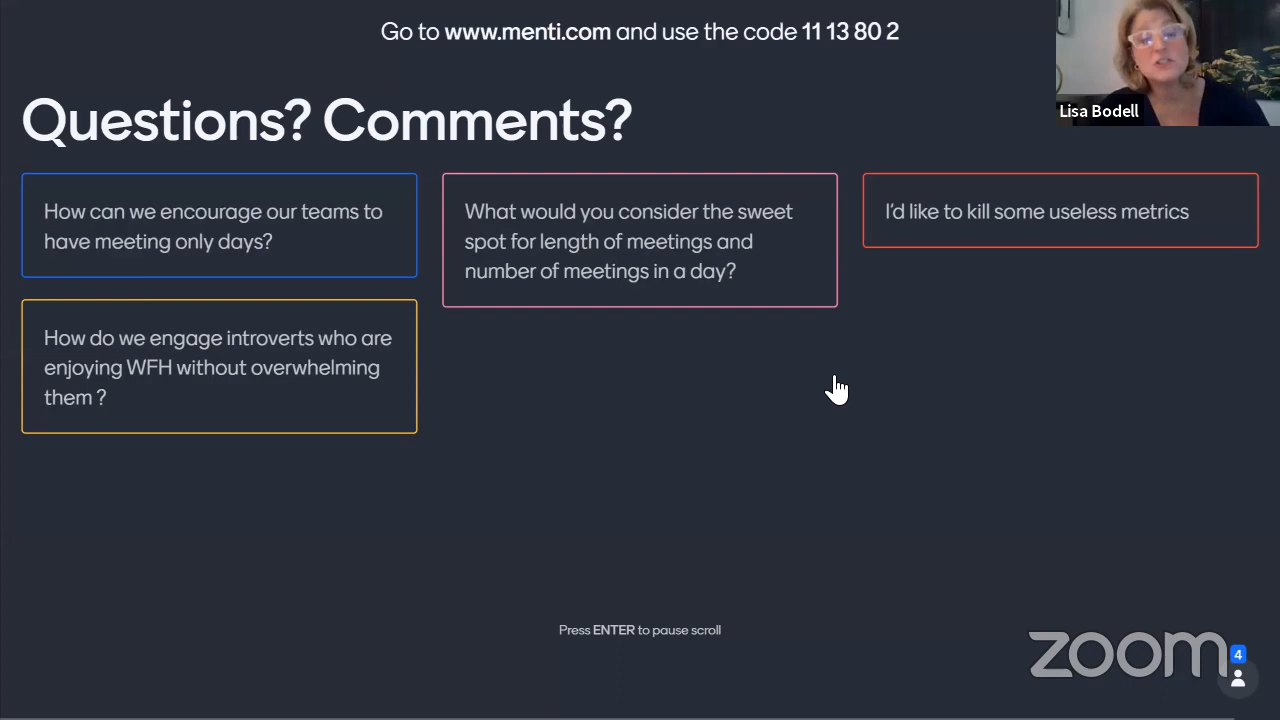 Go to www.menti.com and use the code 11 13 80 2
Lisa Bodell
Questions? Comments?
How can we encourage our teams to
have meeting only days?
What would you consider the sweet
spot for length of meetings and
number of meetings in a day?
I'd like to kill some useless metrics
How do we engage introverts who are
enjoying WFH without overwhelming
them ?
Press ENTER to pause scroll
zoom
4